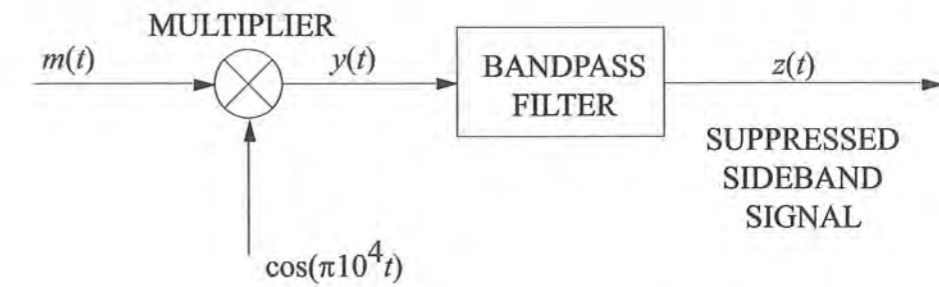 MULTIPLIER
m(t)
y(t)
BANDPASS
FILTER
z(t)
SUPPRESSED
SIDEBAND
SIGNAL
cos(π10⁴t)